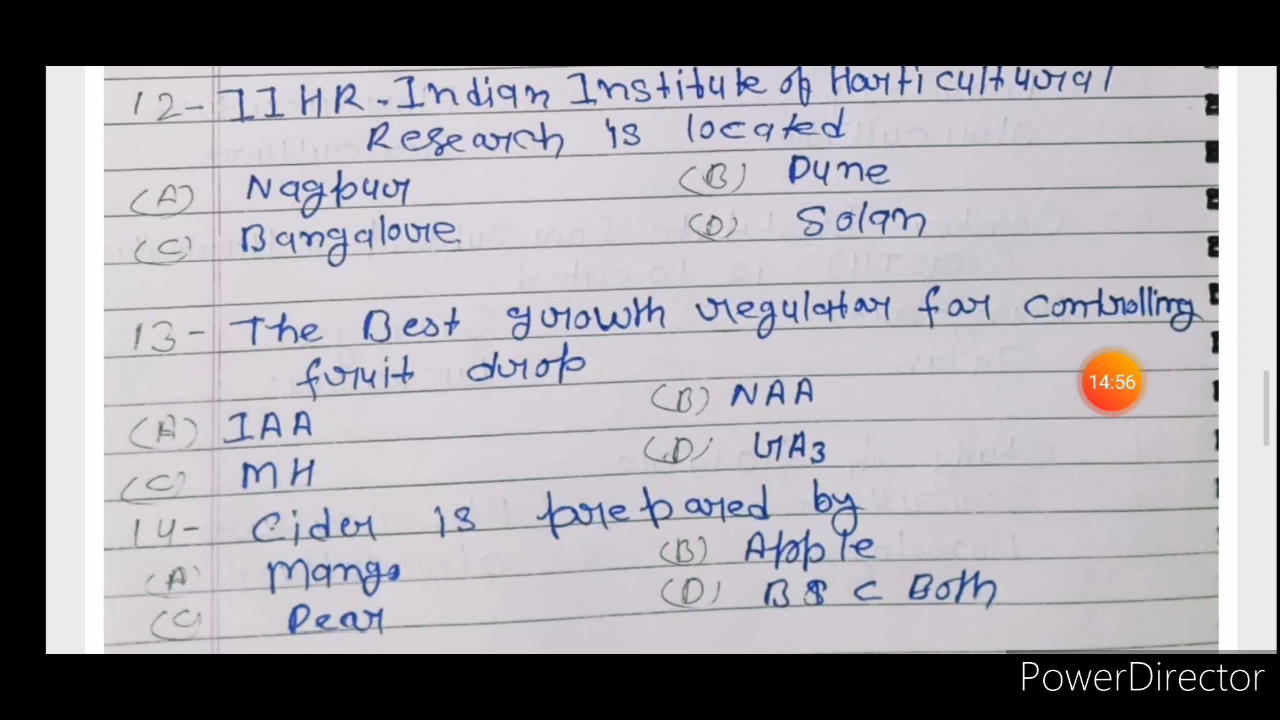 12- IIHR-Indian Institute of Horticultural
Research is located
(A) Nagpur (B) Pune
(C) Bangalore (D) Solan
13- The Best growth regulator for controlling
fruit drop
(A) IAA (B) NAA
(C) MH (D) GA3
14- Cider is prepared by
(A) Mango (B) Apple
(C) Pear (D) B & C Both
14:56
PowerDirector